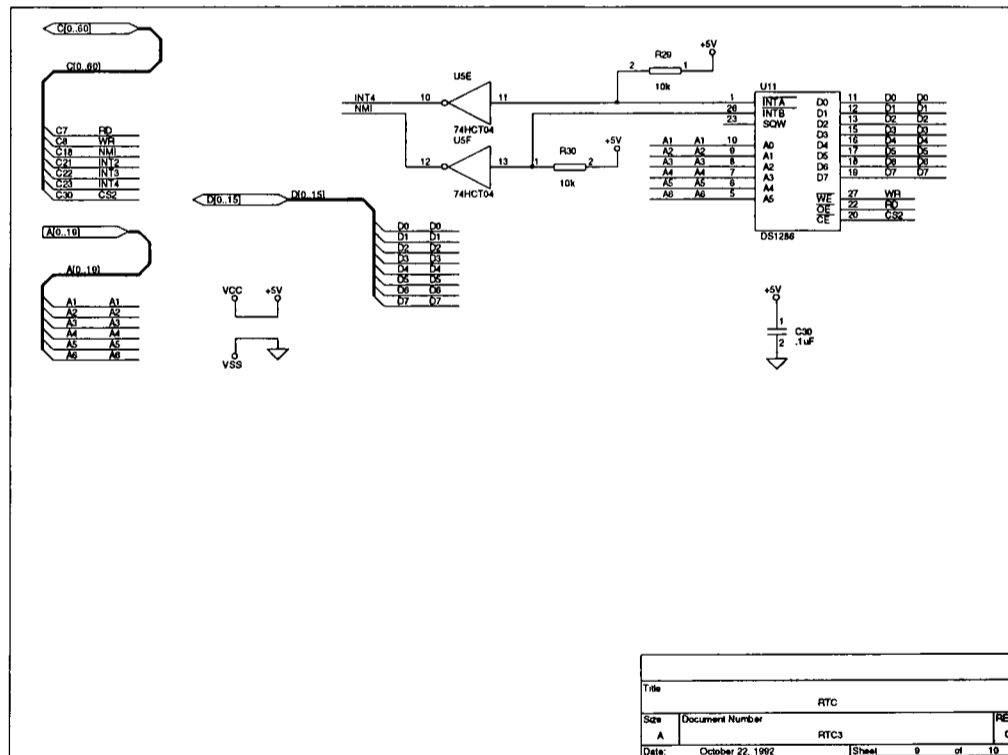 C[0..60]
C[0..60]
C7 RD
C8 WR
C18 NMI
C21 INT2
C22 INT3
C23 INT4
C30 CS2
A[0..19]
A[0..19]
A1 A1
A2 A2
A3 A3
A4 A4
A5 A5
A6 A6
D[0..15] D[0..15]
D0 D0
D1 D1
D2 D2
D3 D3
D4 D4
D5 D5
D6 D6
D7 D7
VCC +5V
VSS
INT4
NMI
U5E
10 11
74HCT04
U5F
12 13
74HCT04
+5V
R29
2 1
10k
+5V
R30
1 2
10k
U11
1 INTA D0 11 D0 D0
26 INTB D1 12 D1 D1
23 SQW D2 13 D2 D2
D3 15 D3 D3
A1 A1 10 A0 D4 16 D4 D4
A2 A2 9 A1 D5 17 D5 D5
A3 A3 8 A2 D6 18 D6 D6
A4 A4 7 A3 D7 19 D7 D7
A5 A5 6 A4
A6 A6 5 A5
WE 27 WR
OE 22 RD
CE 20 CS2
DS1286
+5V
1
C30
2 .1uF
Title
RTC
Size Document Number
A RTC3
Date: October 22, 1992 Sheet 9 of 10